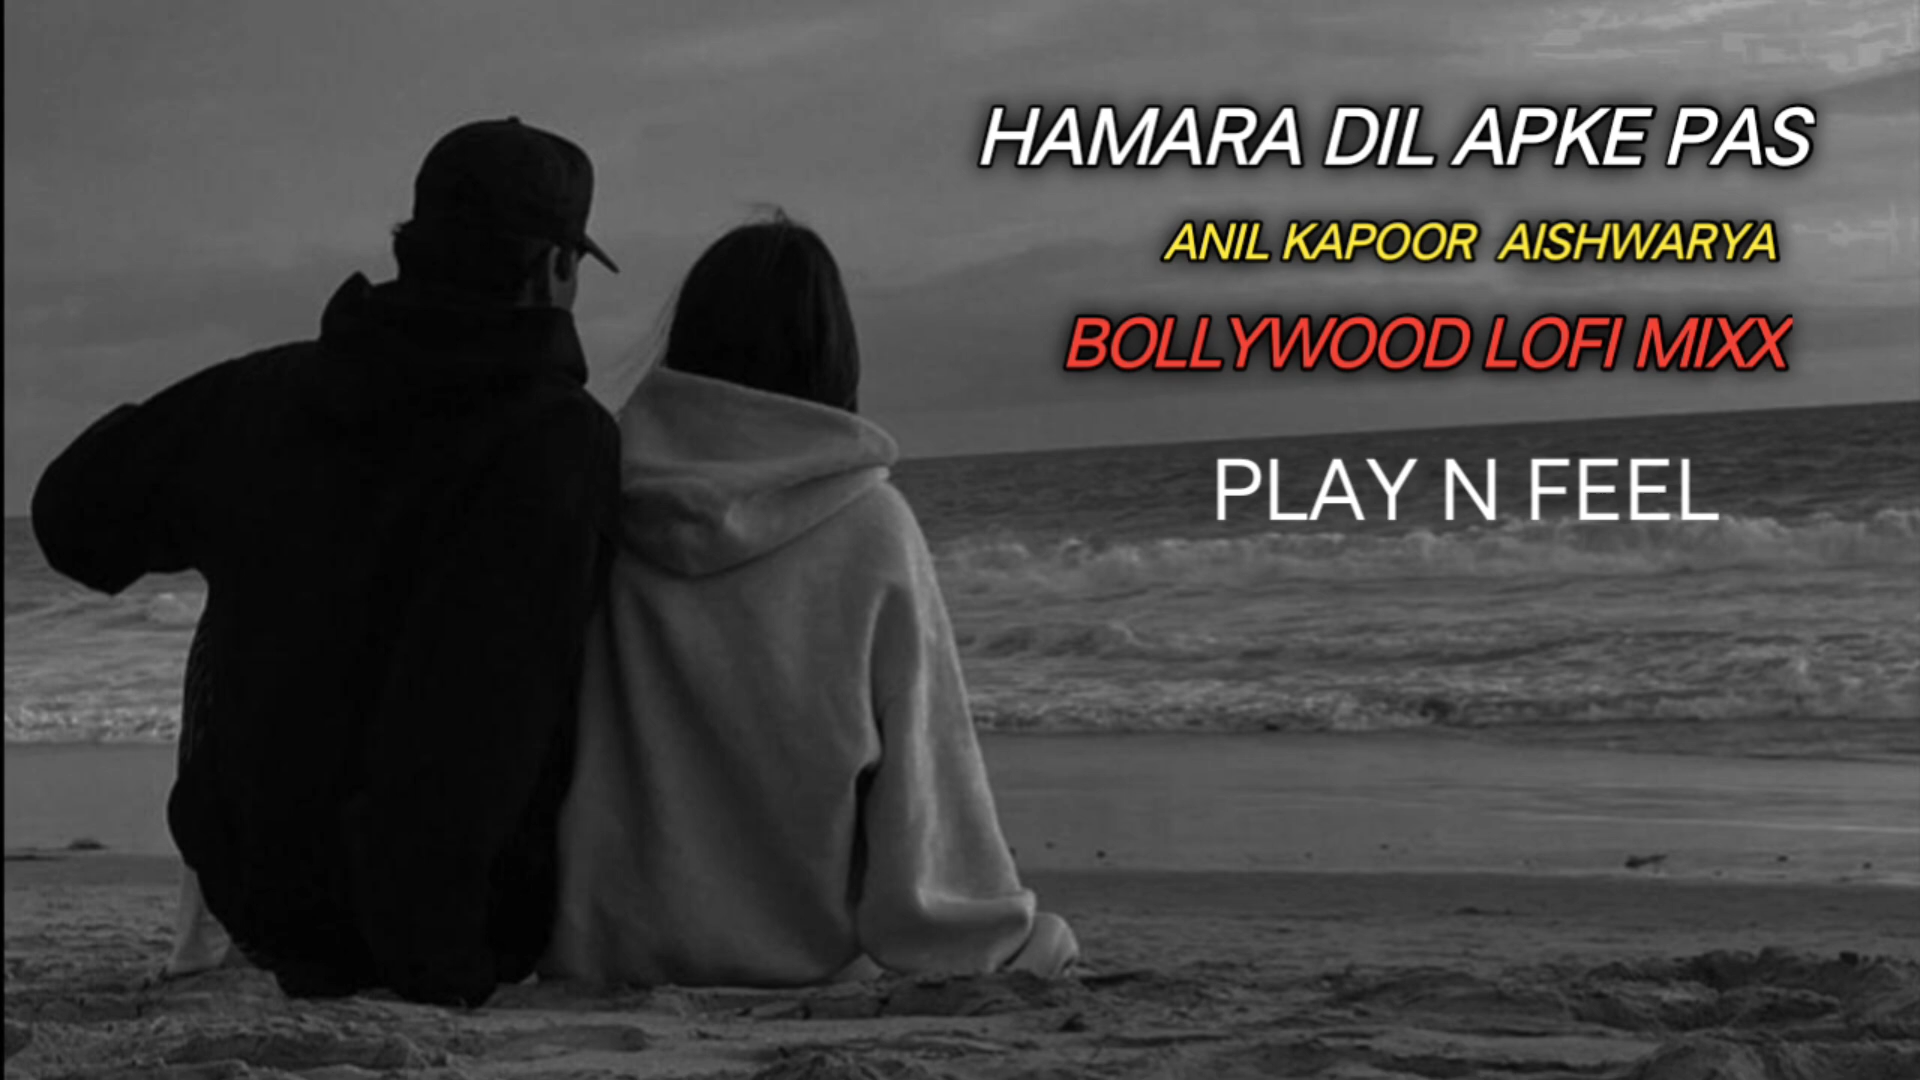 HAMARA DIL APKE PAS
ANIL KAPOOR AISHWARYA
BOLLYWOOD LOFI MIXX
PLAY N FEEL